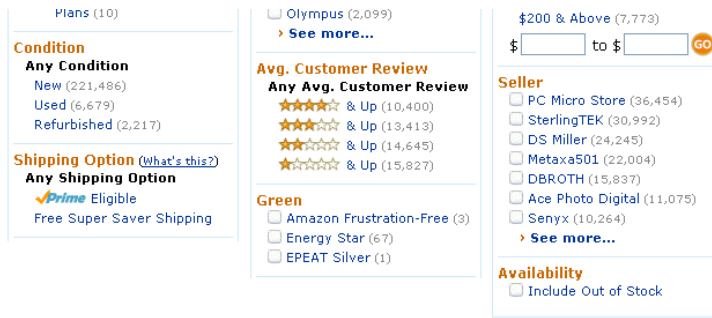 Plans (10)
Condition
Any Condition
New (221,486)
Used (6,679)
Refurbished (2,217)
Shipping Option (What's this?)
Any Shipping Option
Prime Eligible
Free Super Saver Shipping
Olympus (2,099)
› See more...
Avg. Customer Review
Any Avg. Customer Review
& Up (10,400)
& Up (13,413)
& Up (14,645)
& Up (15,827)
Green
Amazon Frustration-Free (3)
Energy Star (67)
EPEAT Silver (1)
$200 & Above (7,773)
$ to $ GO
Seller
PC Micro Store (36,454)
SterlingTEK (30,992)
DS Miller (24,245)
Metaxa501 (22,004)
DBROTH (15,837)
Ace Photo Digital (11,075)
Senyx (10,264)
› See more...
Availability
Include Out of Stock